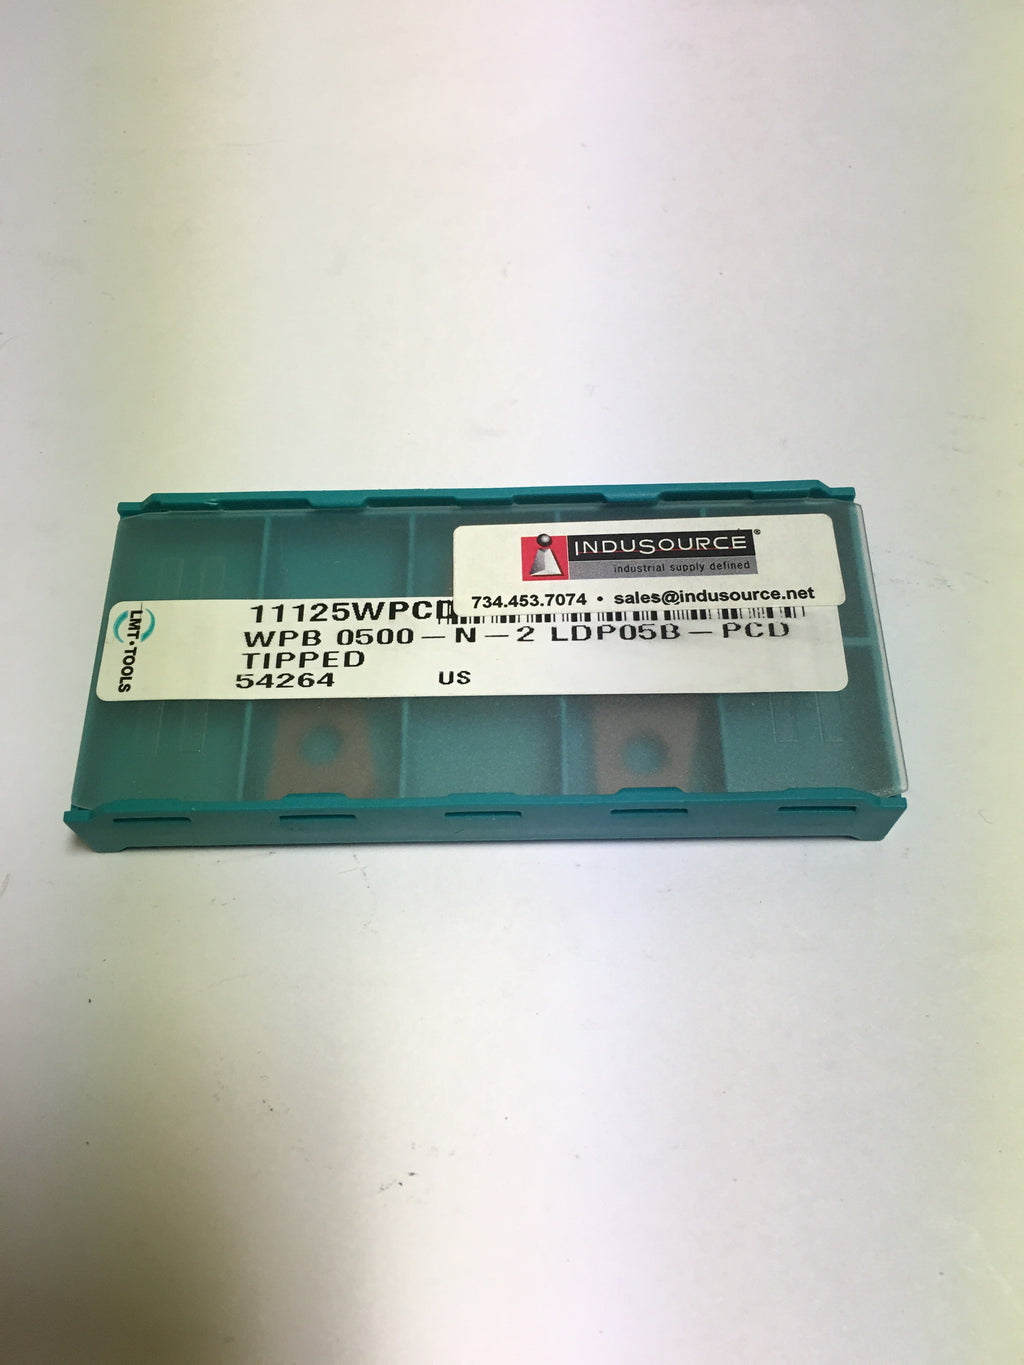 INDUSOURCE®
industrial supply defined
734.453.7074 • sales@indusource.net
LMT•TOOLS
11125WPCD
WPB 0500-N-2 LDP05B-PCD
TIPPED
54264 US